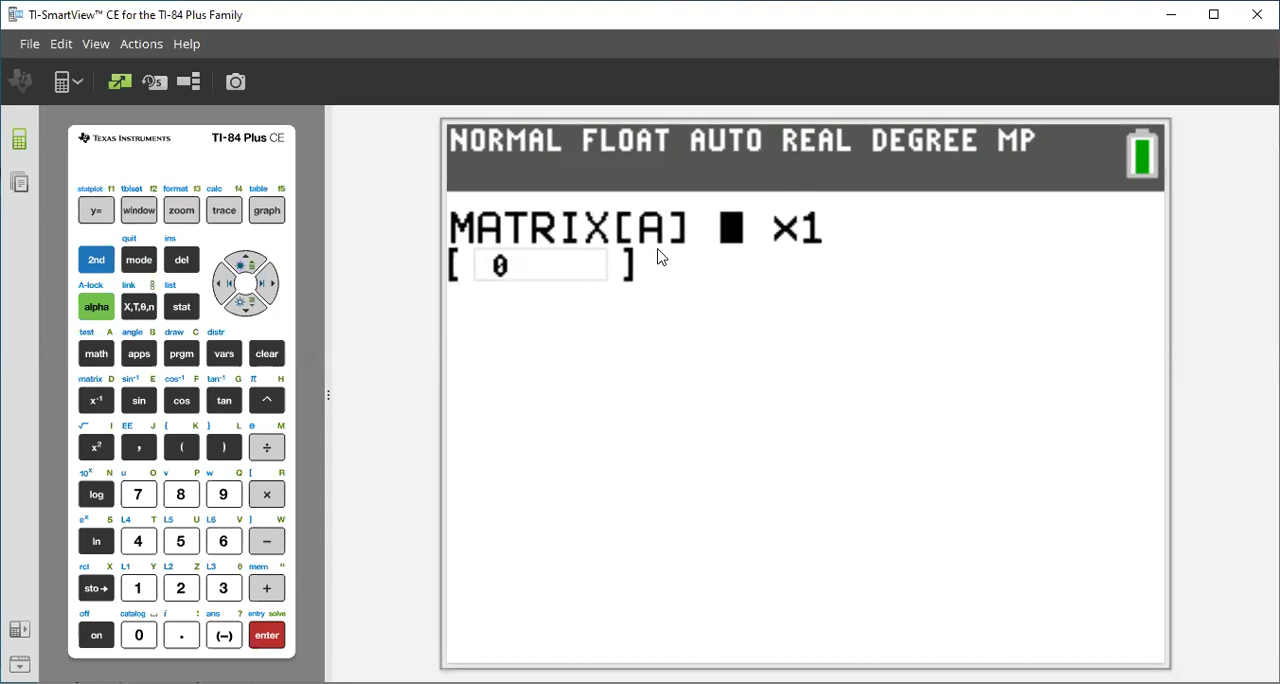 TI-SmartView™ CE for the TI-84 Plus Family
File Edit View Actions Help
TEXAS INSTRUMENTS TI-84 Plus CE
statplot f1 tblset f2 format f3 calc f4 table f5
y= window zoom trace graph
quit ins
2nd mode del
A-lock link list
alpha X,T,θ,n stat
test A angle B draw C distr
math apps prgm vars clear
matrix D sin⁻¹ E cos⁻¹ F tan⁻¹ G π H
x⁻¹ sin cos tan ^
√ I EE J { K } L e M
x² , ( ) ÷
10ˣ N u O v P w Q [ R
log 7 8 9 ×
eˣ S L4 T L5 U L6 V ] W
ln 4 5 6 −
rcl X L1 Y L2 Z L3 θ mem "
sto→ 1 2 3 +
off catalog ⎵ i : ans ? entry solve
on 0 . (−) enter
NORMAL FLOAT AUTO REAL DEGREE MP
MATRIX[A] ×1
[ 0 ]